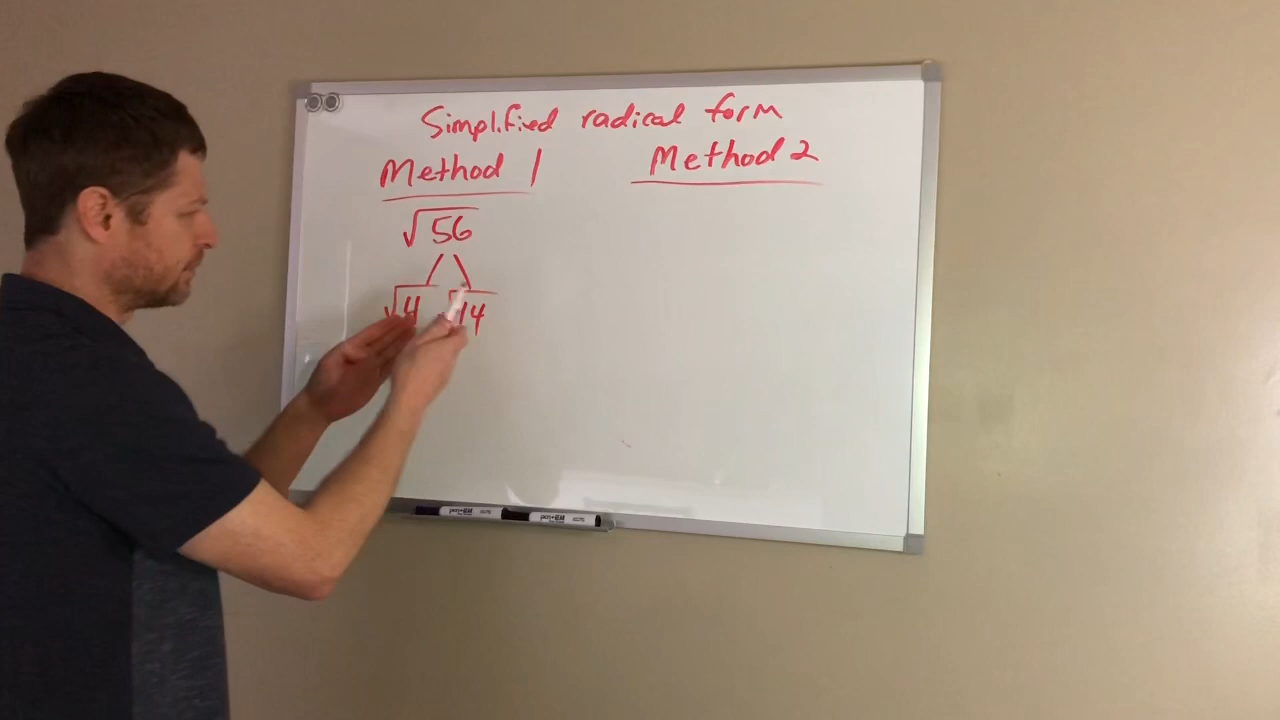 Simplified radical form
Method 1
Method 2
√56
√4 √14